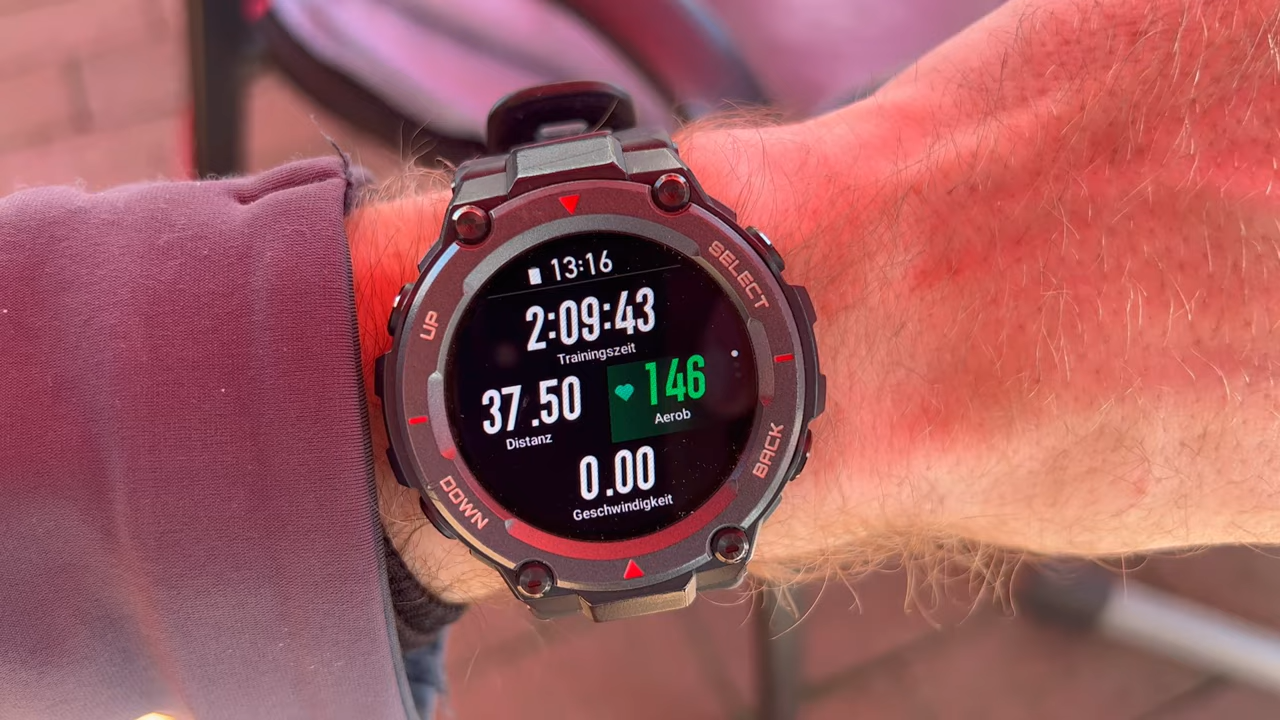 13:16
2:09:43
Trainingszeit
37.50
146
Distanz
Aerob
0.00
Geschwindigkeit
UP
SELECT
DOWN
BACK